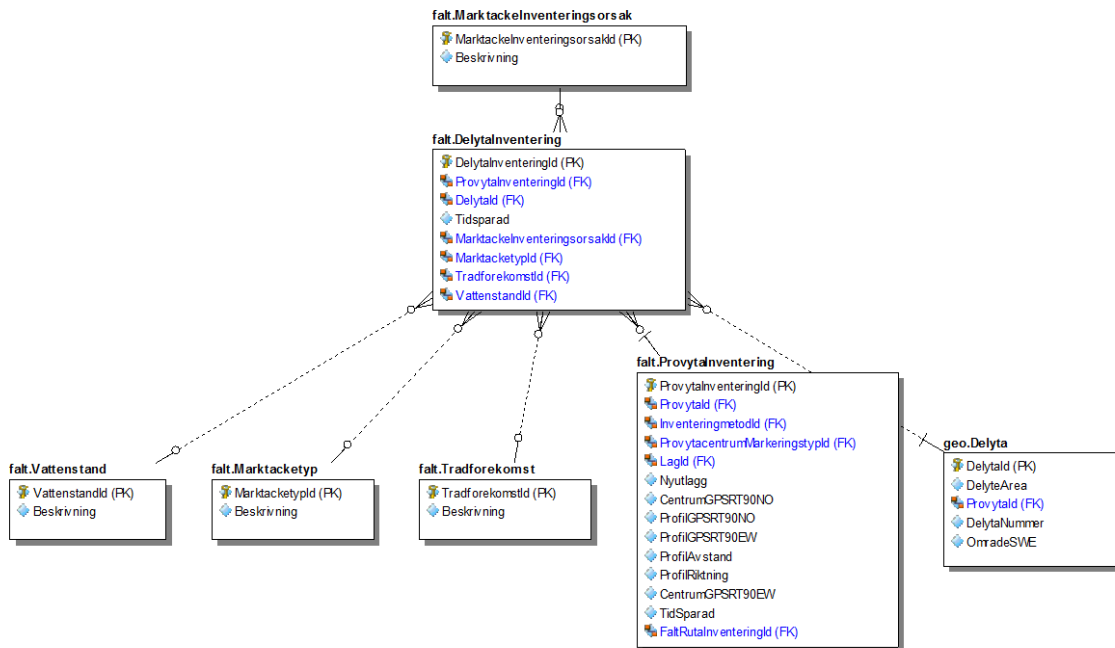 falt.MarktackeInventeringsorsak
MarktackeInventeringsorsakId (PK)
Beskrivning
falt.DelytaInventering
DelytaInventeringId (PK)
ProvytaInventeringId (FK)
DelytaId (FK)
Tidsparad
MarktackeInventeringsorsakId (FK)
MarktacketypId (FK)
TradforekomstId (FK)
VattenstandId (FK)
falt.Vattenstand
VattenstandId (PK)
Beskrivning
falt.Marktacketyp
MarktacketypId (PK)
Beskrivning
falt.Tradforekomst
TradforekomstId (PK)
Beskrivning
falt.ProvytaInventering
ProvytaInventeringId (PK)
ProvytaId (FK)
InventeringmetodId (FK)
ProvytacentrumMarkeringstypId (FK)
LagId (FK)
Nyutlagg
CentrumGPSRT90NO
ProfilGPSRT90NO
ProfilGPSRT90EW
ProfilAvstand
ProfilRiktning
CentrumGPSRT90EW
TidSparad
FaltRutaInventeringId (FK)
geo.Delyta
DelytaId (PK)
DelyteArea
ProvytaId (FK)
DelytaNummer
OmradeSWE